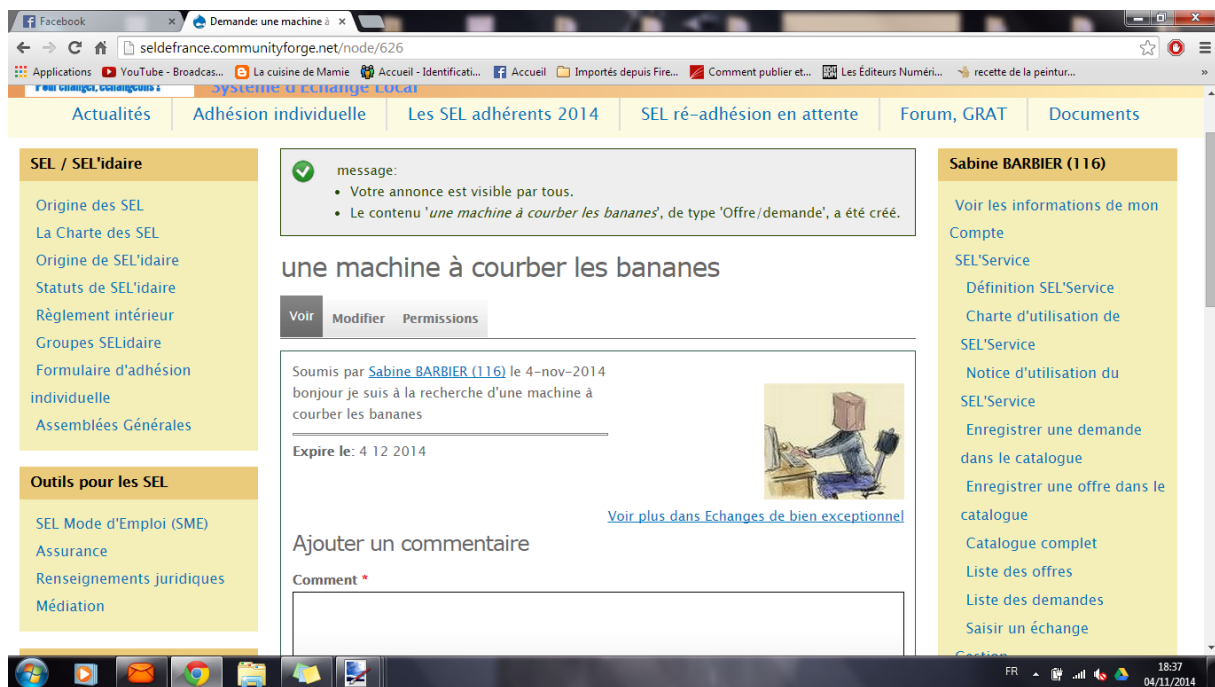 Facebook
Demande: une machine à
seldefrance.communityforge.net/node/626
Applications
YouTube - Broadcas...
La cuisine de Mamie
Accueil - Identificati...
Accueil
Importés depuis Fire...
Comment publier et...
Les Éditeurs Numéri...
recette de la peintur...
»
Pour changer, échangeons !
Système d'Echange Local
Actualités
Adhésion individuelle
Les SEL adhérents 2014
SEL ré-adhésion en attente
Forum, GRAT
Documents
SEL / SEL'idaire
Origine des SEL
La Charte des SEL
Origine de SEL'idaire
Statuts de SEL'idaire
Règlement intérieur
Groupes SELidaire
Formulaire d'adhésion
individuelle
Assemblées Générales
Outils pour les SEL
SEL Mode d'Emploi (SME)
Assurance
Renseignements juridiques
Médiation
message:
• Votre annonce est visible par tous.
• Le contenu 'une machine à courber les bananes', de type 'Offre/demande', a été créé.
une machine à courber les bananes
Voir
Modifier
Permissions
Soumis par Sabine BARBIER (116) le 4-nov-2014
bonjour je suis à la recherche d'une machine à
courber les bananes
Expire le: 4 12 2014
Voir plus dans Echanges de bien exceptionnel
Ajouter un commentaire
Comment *
Sabine BARBIER (116)
Voir les informations de mon
Compte
SEL'Service
Définition SEL'Service
Charte d'utilisation de
SEL'Service
Notice d'utilisation du
SEL'Service
Enregistrer une demande
dans le catalogue
Enregistrer une offre dans le
catalogue
Catalogue complet
Liste des offres
Liste des demandes
Saisir un échange
Gestion
FR
18:37
04/11/2014